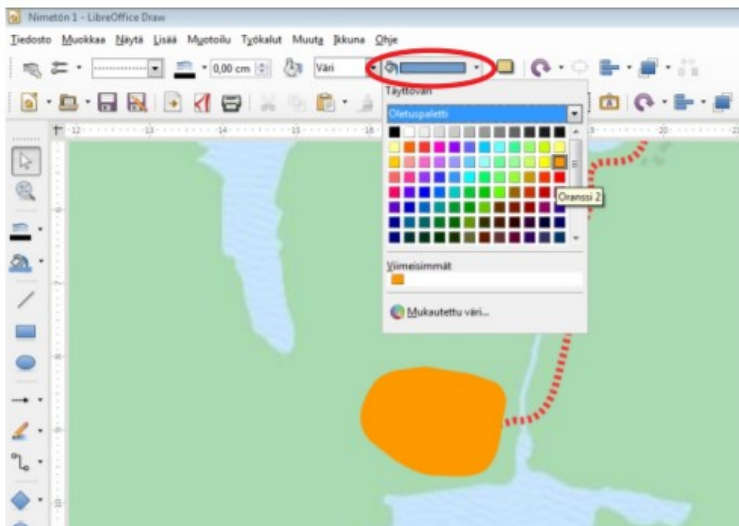 Nimetön 1 - LibreOffice Draw
Tiedosto Muokkaa Näytä Lisää Muotoilu Työkalut Muuta Ikkuna Ohje
0,00 cm Väri
Täyttöväri
Oletuspaletti
Oranssi 2
Viimeisimmät
Mukautettu väri...